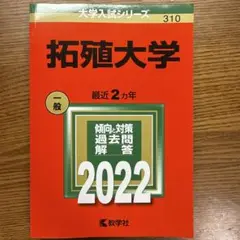 大学入試シリーズ
310
拓殖大学
一般
最近2カ年
傾向と対策
過去問
解答
2022
教学社